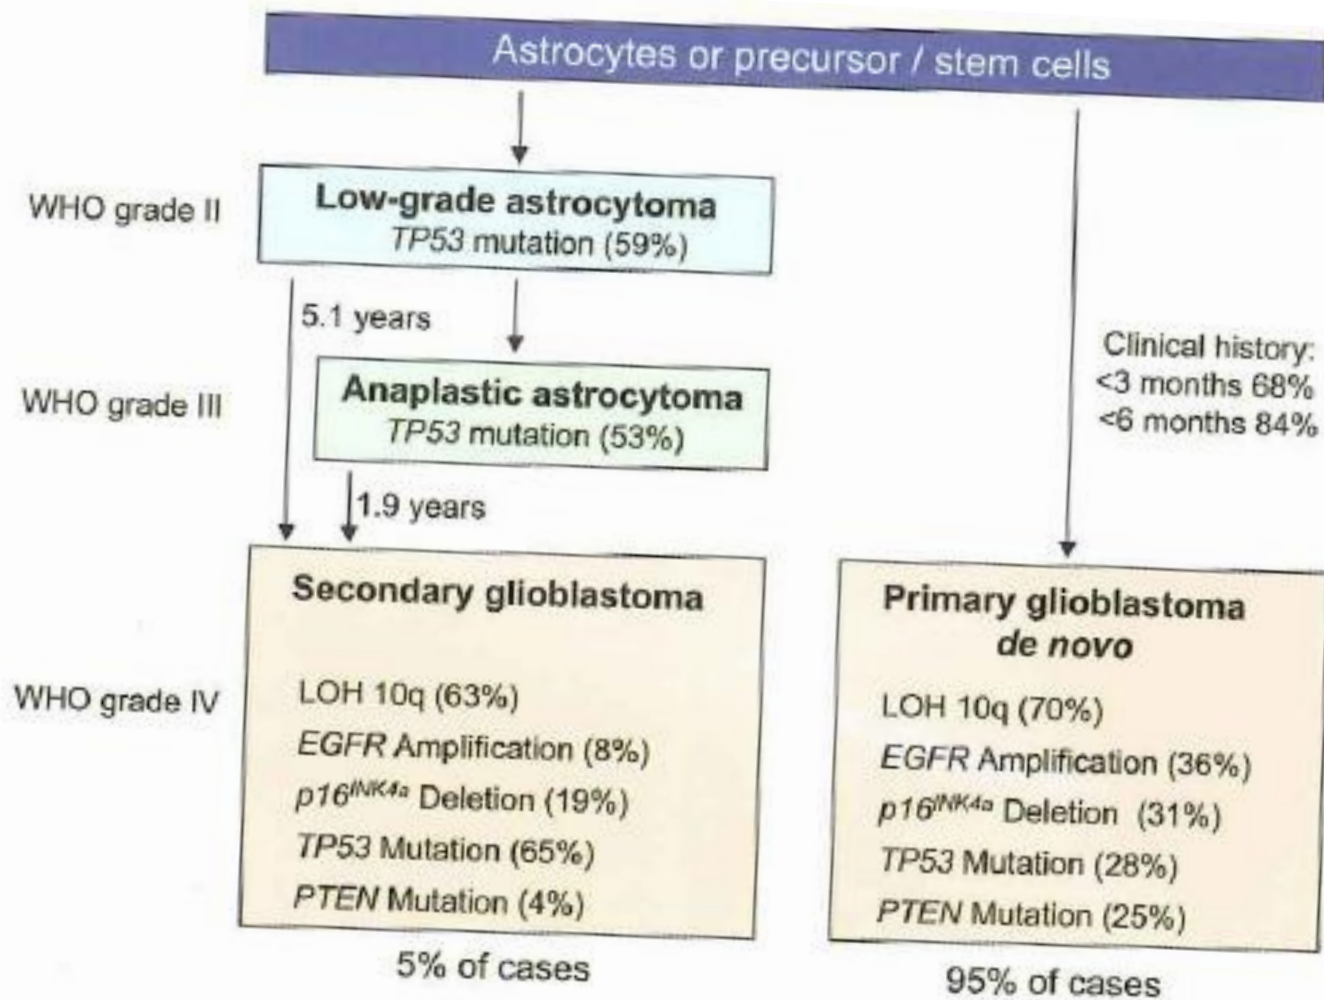 Astrocytes or precursor / stem cells
WHO grade II
Low-grade astrocytoma
TP53 mutation (59%)
5.1 years
WHO grade III
Anaplastic astrocytoma
TP53 mutation (53%)
1.9 years
Clinical history:
<3 months 68%
<6 months 84%
WHO grade IV
Secondary glioblastoma
LOH 10q (63%)
EGFR Amplification (8%)
p16INK4a Deletion (19%)
TP53 Mutation (65%)
PTEN Mutation (4%)
5% of cases
Primary glioblastoma
de novo
LOH 10q (70%)
EGFR Amplification (36%)
p16INK4a Deletion (31%)
TP53 Mutation (28%)
PTEN Mutation (25%)
95% of cases